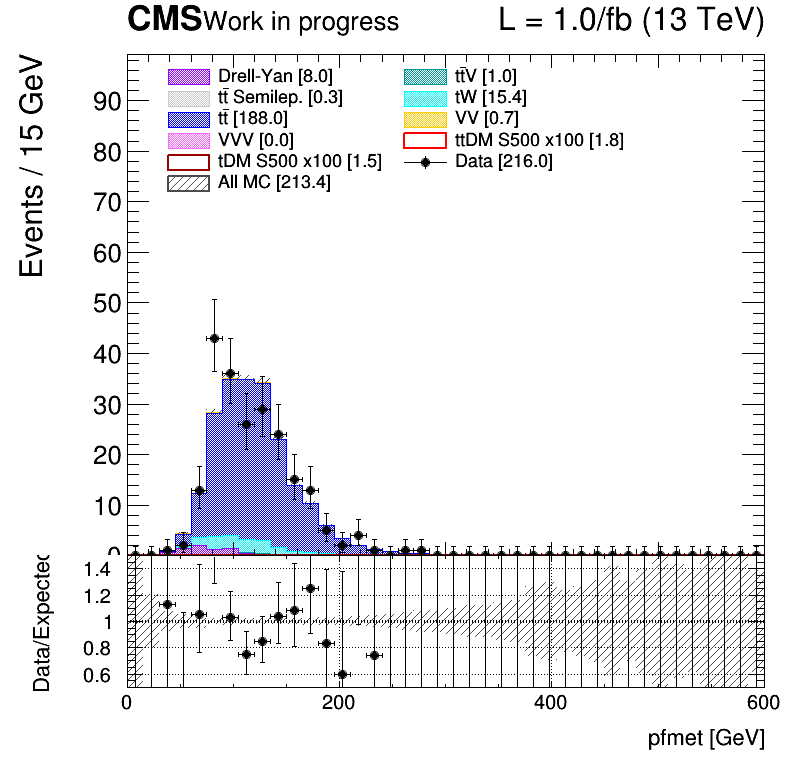 CMS Work in progress L = 1.0/fb (13 TeV)
Events / 15 GeV
Drell-Yan [8.0] tt̄V [1.0]
tt̄ Semilep. [0.3] tW [15.4]
tt̄ [188.0] VV [0.7]
VVV [0.0] ttDM S500 x100 [1.8]
tDM S500 x100 [1.5] Data [216.0]
All MC [213.4]
90
80
70
60
50
40
30
20
10
0
Data/Expected
1.4
1.2
1
0.8
0.6
0 200 400 600
pfmet [GeV]